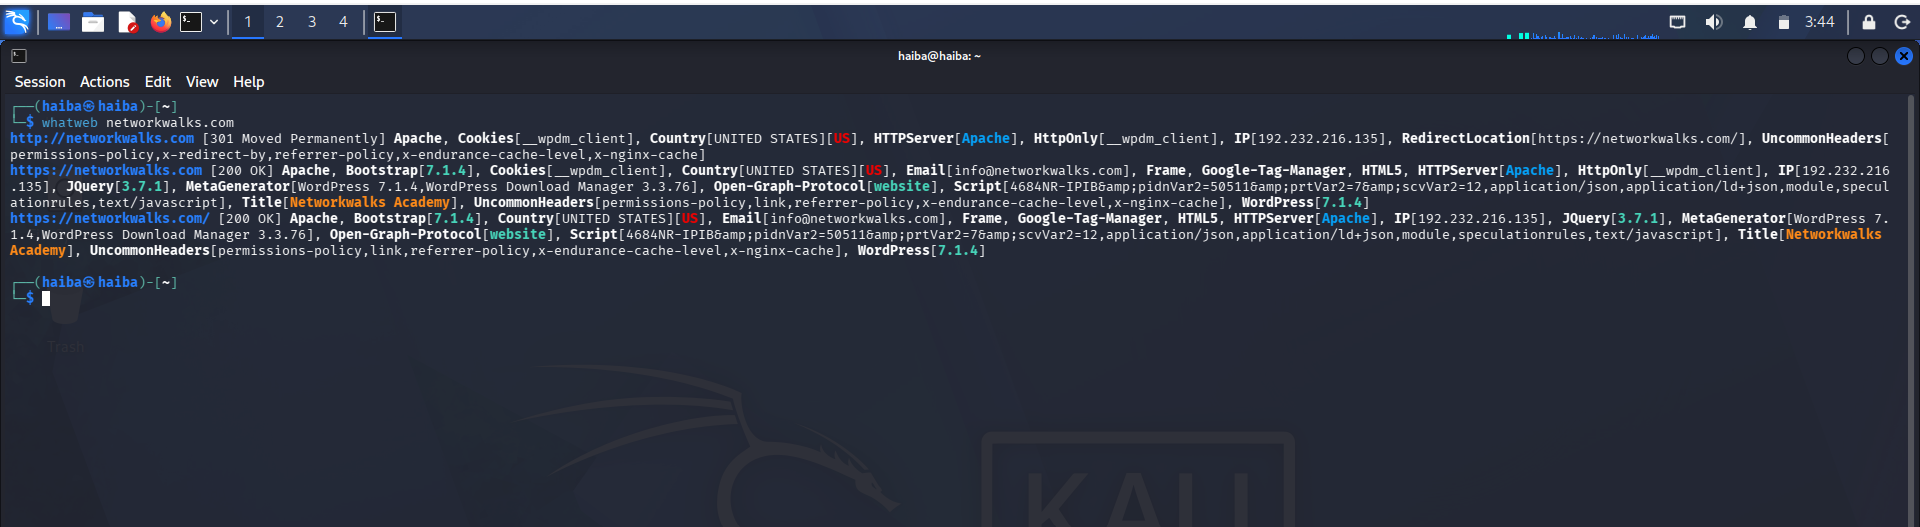 1 2 3 4 3:44
haiba@haiba: ~
Session Actions Edit View Help
┌──(haiba㉿haiba)-[~]
└─$ whatweb networkwalks.com
http://networkwalks.com [301 Moved Permanently] Apache, Cookies[__wpdm_client], Country[UNITED STATES][US], HTTPServer[Apache], HttpOnly[__wpdm_client], IP[192.232.216.135], RedirectLocation[https://networkwalks.com/], UncommonHeaders[
permissions-policy,x-redirect-by,referrer-policy,x-endurance-cache-level,x-nginx-cache]
https://networkwalks.com [200 OK] Apache, Bootstrap[7.1.4], Cookies[__wpdm_client], Country[UNITED STATES][US], Email[info@networkwalks.com], Frame, Google-Tag-Manager, HTML5, HTTPServer[Apache], HttpOnly[__wpdm_client], IP[192.232.216
.135], JQuery[3.7.1], MetaGenerator[WordPress 7.1.4,WordPress Download Manager 3.3.76], Open-Graph-Protocol[website], Script[4684NR-IPIB&amp;pidnVar2=50511&amp;prtVar2=7&amp;scvVar2=12,application/json,application/ld+json,module,specul
ationrules,text/javascript], Title[Networkwalks Academy], UncommonHeaders[permissions-policy,link,referrer-policy,x-endurance-cache-level,x-nginx-cache], WordPress[7.1.4]
https://networkwalks.com/ [200 OK] Apache, Bootstrap[7.1.4], Country[UNITED STATES][US], Email[info@networkwalks.com], Frame, Google-Tag-Manager, HTML5, HTTPServer[Apache], IP[192.232.216.135], JQuery[3.7.1], MetaGenerator[WordPress 7.
1.4,WordPress Download Manager 3.3.76], Open-Graph-Protocol[website], Script[4684NR-IPIB&amp;pidnVar2=50511&amp;prtVar2=7&amp;scvVar2=12,application/json,application/ld+json,module,speculationrules,text/javascript], Title[Networkwalks
Academy], UncommonHeaders[permissions-policy,link,referrer-policy,x-endurance-cache-level,x-nginx-cache], WordPress[7.1.4]
┌──(haiba㉿haiba)-[~]
└─$
Trash
KALI